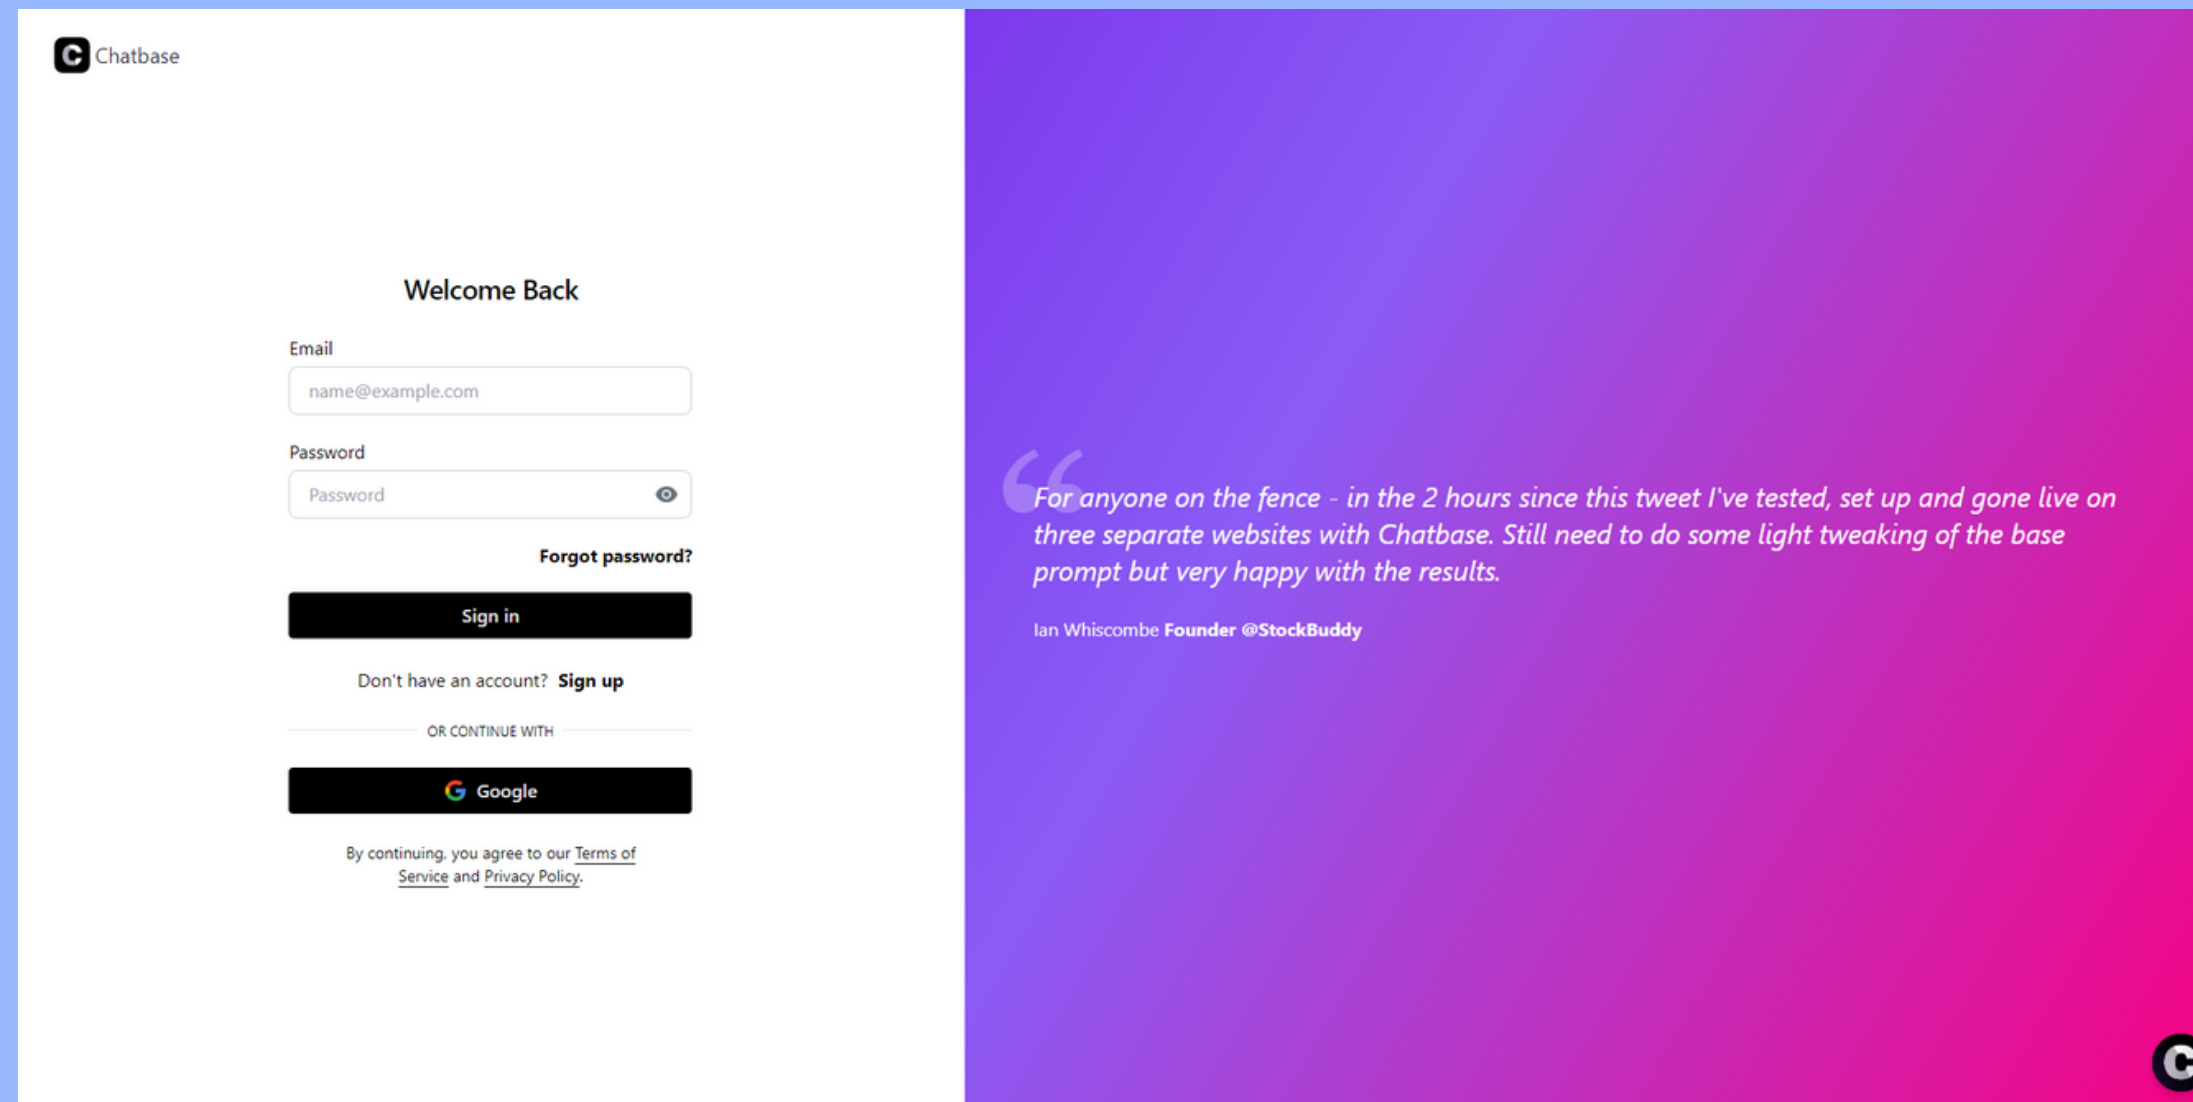 Chatbase
Welcome Back
Email
name@example.com
Password
Password
Forgot password?
Sign in
Don't have an account? Sign up
OR CONTINUE WITH
Google
By continuing, you agree to our Terms of
Service and Privacy Policy.
“
For anyone on the fence - in the 2 hours since this tweet I've tested, set up and gone live on
three separate websites with Chatbase. Still need to do some light tweaking of the base
prompt but very happy with the results.
Ian Whiscombe Founder @StockBuddy